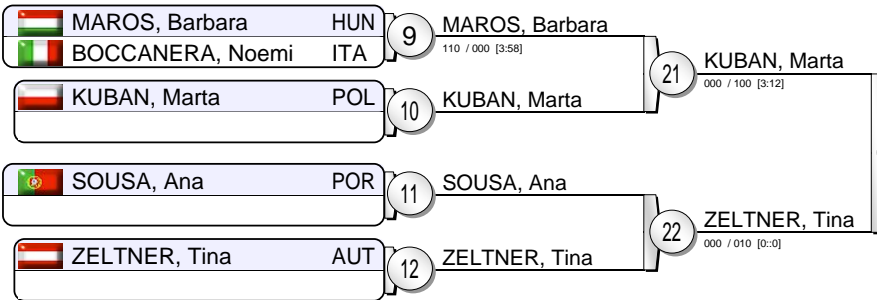 MAROS, Barbara HUN
BOCCANERA, Noemi ITA
9
MAROS, Barbara
110 / 000 [3:58]
KUBAN, Marta POL
10
KUBAN, Marta
21
KUBAN, Marta
000 / 100 [3:12]
SOUSA, Ana POR
11
SOUSA, Ana
ZELTNER, Tina AUT
12
ZELTNER, Tina
22
ZELTNER, Tina
000 / 010 [0::0]